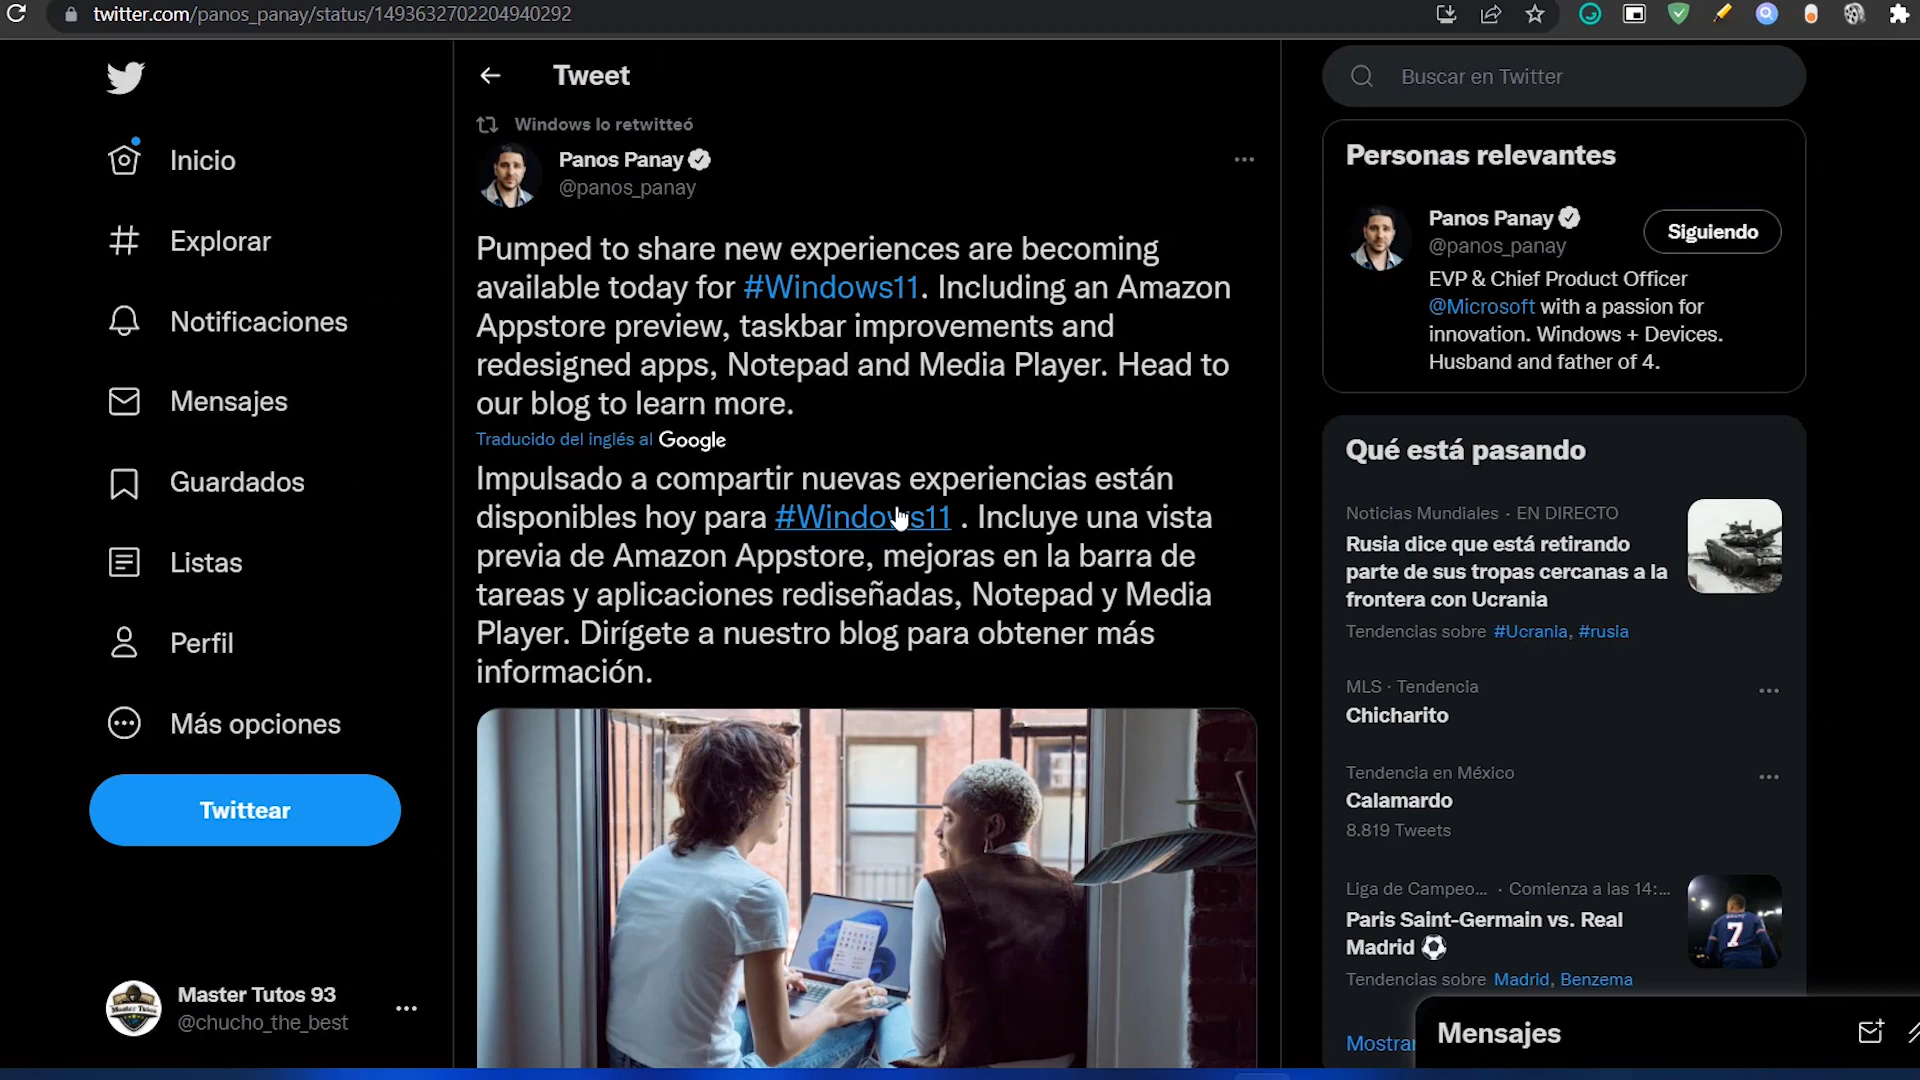 twitter.com/panos_panay/status/1493632702204940292
Inicio
Explorar
Notificaciones
Mensajes
Guardados
Listas
Perfil
Más opciones
Twittear
Master Tutos 93
@chucho_the_best
Tweet
Windows lo retwitteó
Panos Panay
@panos_panay
Pumped to share new experiences are becoming
available today for #Windows11. Including an Amazon
Appstore preview, taskbar improvements and
redesigned apps, Notepad and Media Player. Head to
our blog to learn more.
Traducido del inglés al Google
Impulsado a compartir nuevas experiencias están
disponibles hoy para #Windows11 . Incluye una vista
previa de Amazon Appstore, mejoras en la barra de
tareas y aplicaciones rediseñadas, Notepad y Media
Player. Dirígete a nuestro blog para obtener más
información.
Buscar en Twitter
Personas relevantes
Panos Panay
@panos_panay
Siguiendo
EVP & Chief Product Officer
@Microsoft with a passion for
innovation. Windows + Devices.
Husband and father of 4.
Qué está pasando
Noticias Mundiales · EN DIRECTO
Rusia dice que está retirando
parte de sus tropas cercanas a la
frontera con Ucrania
Tendencias sobre #Ucrania, #rusia
MLS · Tendencia
Chicharito
Tendencia en México
Calamardo
8.819 Tweets
Liga de Campeo... · Comienza a las 14:...
Paris Saint-Germain vs. Real
Madrid
7
Tendencias sobre Madrid, Benzema
Mostrar
Mensajes